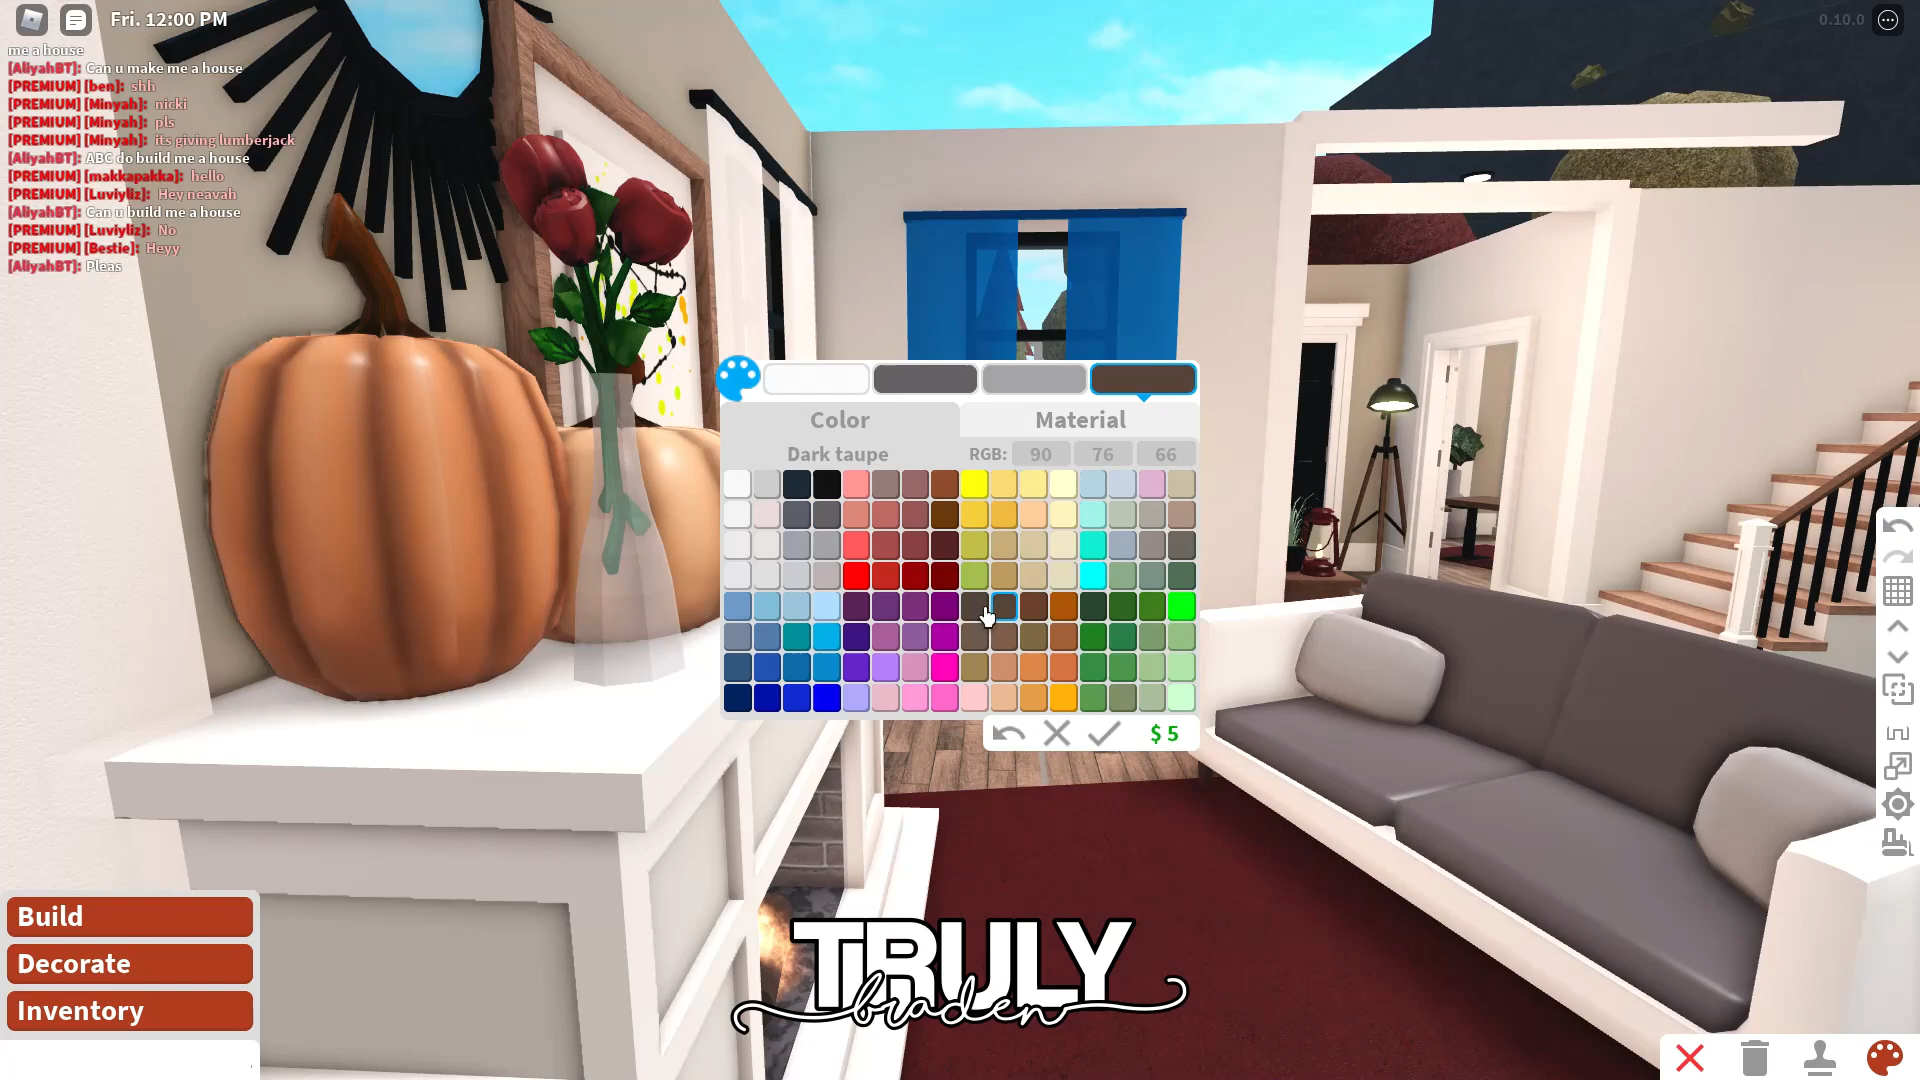 Fri. 12:00 PM
0.10.0
me a house
[AliyahBT]: Can u make me a house
[PREMIUM] [ben]: shh
[PREMIUM] [Minyah]: nicki
[PREMIUM] [Minyah]: pls
[PREMIUM] [Minyah]: its giving lumberjack
[AliyahBT]: ABC do build me a house
[PREMIUM] [makkapakka]: hello
[PREMIUM] [Luviyliz]: Hey neavah
[AliyahBT]: Can u build me a house
[PREMIUM] [Luviyliz]: No
[PREMIUM] [Bestie]: Heyy
[AliyahBT]: Pleas
Color
Material
Dark taupe
RGB: 90 76 66
$ 5
Build
Decorate
Inventory
TRULY
braden